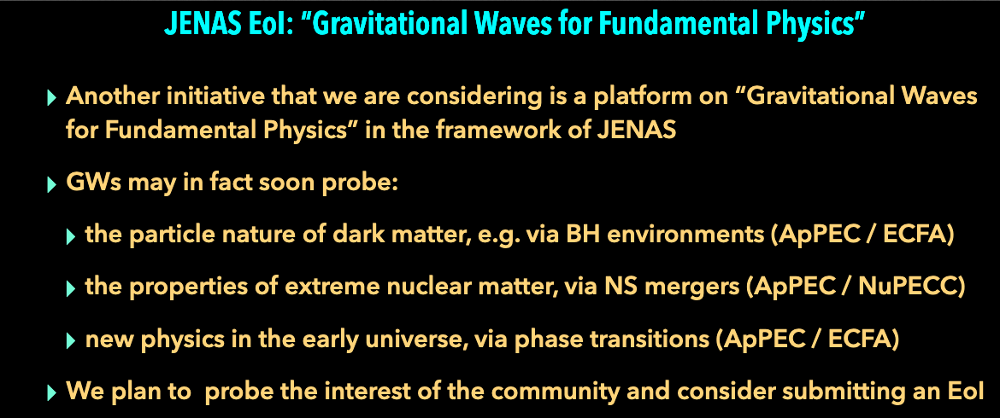 JENAS EoI: “Gravitational Waves for Fundamental Physics”
Another initiative that we are considering is a platform on “Gravitational Waves
for Fundamental Physics” in the framework of JENAS
GWs may in fact soon probe:
the particle nature of dark matter, e.g. via BH environments (ApPEC / ECFA)
the properties of extreme nuclear matter, via NS mergers (ApPEC / NuPECC)
new physics in the early universe, via phase transitions (ApPEC / ECFA)
We plan to  probe the interest of the community and consider submitting an EoI